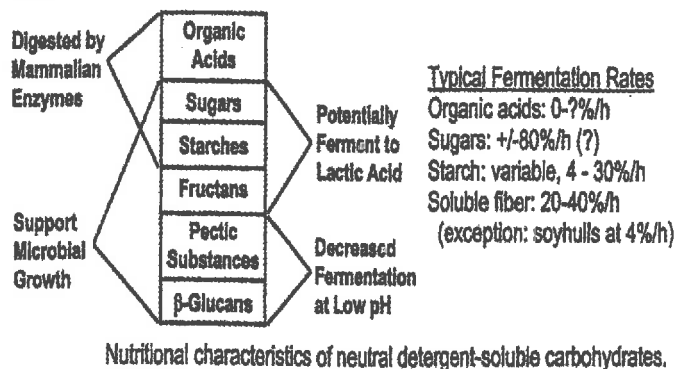 Digested by
Mammalian
Enzymes
Support
Microbial
Growth
Organic
Acids
Sugars
Starches
Fructans
Pectic
Substances
β-Glucans
Potentially
Ferment to
Lactic Acid
Decreased
Fermentation
at Low pH
Typical Fermentation Rates
Organic acids: 0-?%/h
Sugars: +/-80%/h (?)
Starch: variable, 4 - 30%/h
Soluble fiber: 20-40%/h
(exception: soyhulls at 4%/h)
Nutritional characteristics of neutral detergent-soluble carbohydrates.